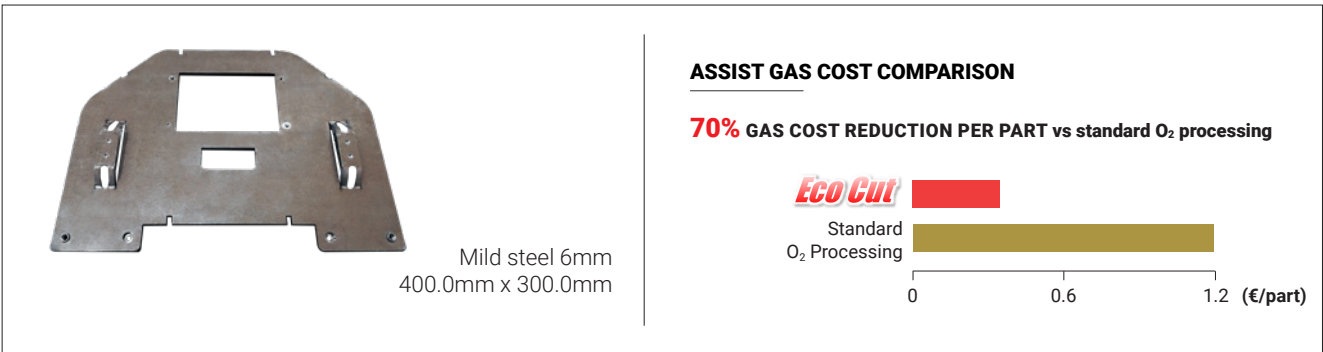 Mild steel 6mm
400.0mm x 300.0mm
ASSIST GAS COST COMPARISON
70% GAS COST REDUCTION PER PART vs standard O₂ processing
Eco Cut
Standard
O₂ Processing
0 0.6 1.2 (€/part)